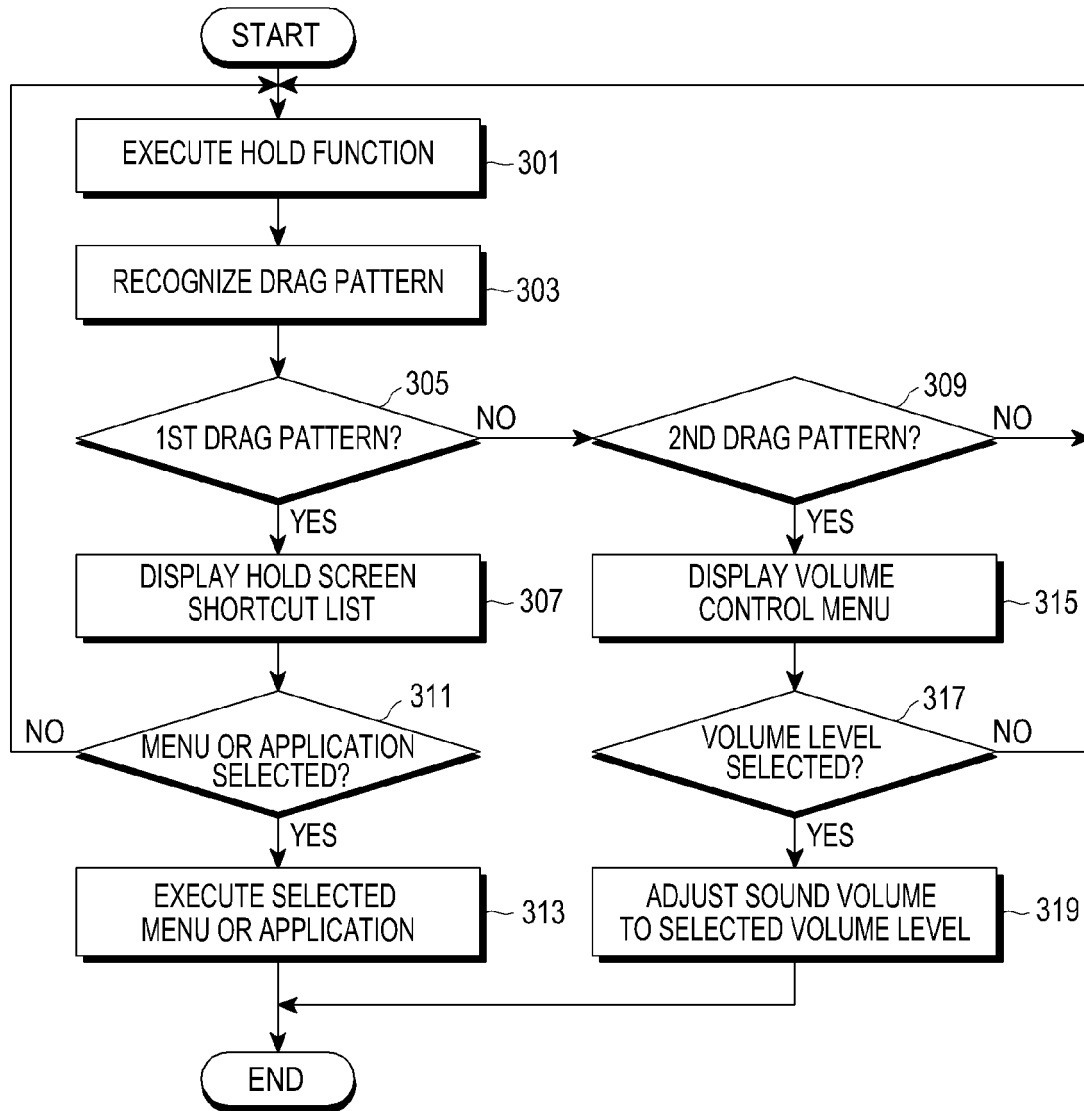 START
EXECUTE HOLD FUNCTION
301
RECOGNIZE DRAG PATTERN
303
305
1ST DRAG PATTERN?
NO
309
2ND DRAG PATTERN?
NO
YES
YES
DISPLAY HOLD SCREEN
SHORTCUT LIST
307
DISPLAY VOLUME
CONTROL MENU
315
311
NO
MENU OR APPLICATION
SELECTED?
317
VOLUME LEVEL
SELECTED?
NO
YES
YES
EXECUTE SELECTED
MENU OR APPLICATION
313
ADJUST SOUND VOLUME
TO SELECTED VOLUME LEVEL
319
END